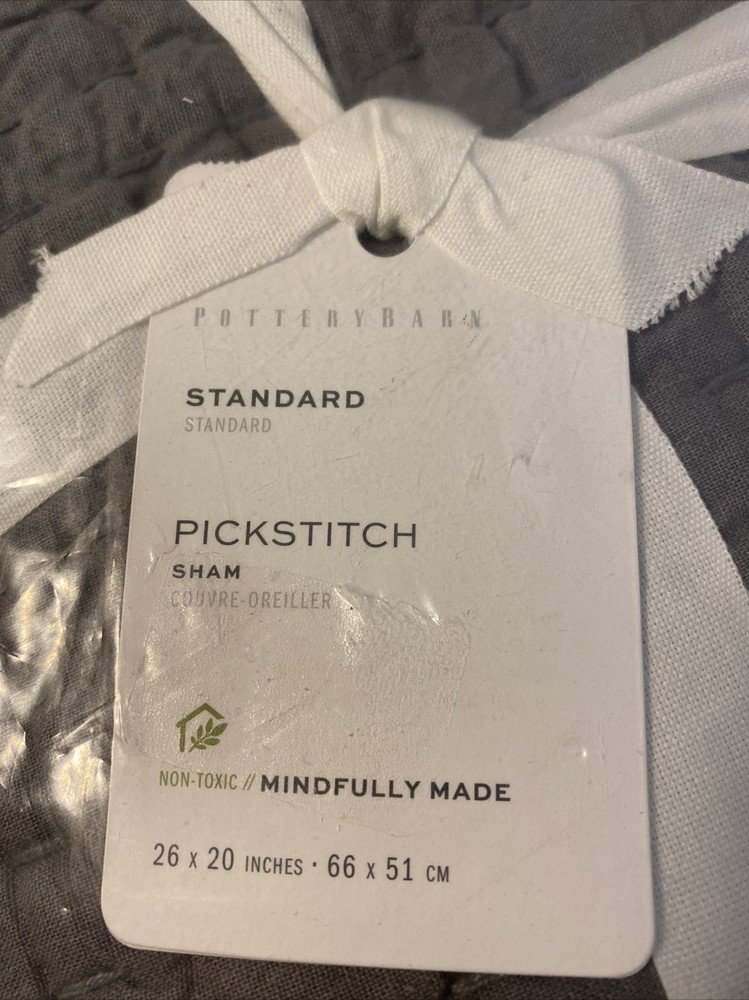 POTTERYBARN
STANDARD
STANDARD
PICKSTITCH
SHAM
COUVRE-OREILLER
NON-TOXIC // MINDFULLY MADE
26 x 20 INCHES · 66 x 51 CM